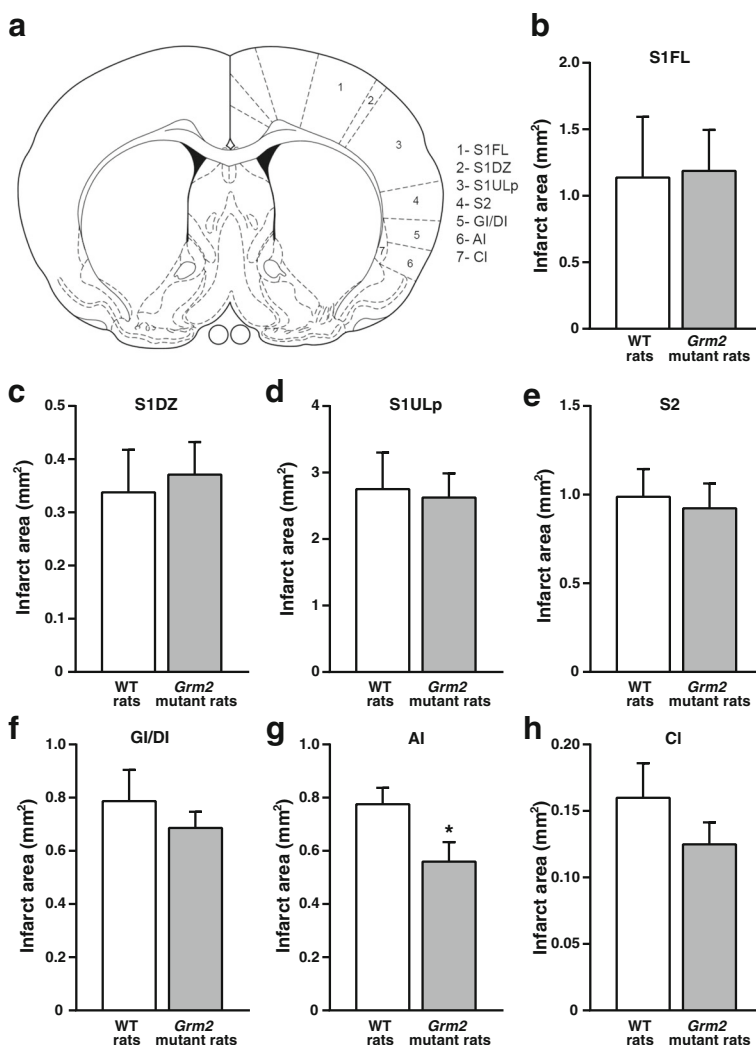 a
1
2
3
4
5
6
7
1- S1FL
2- S1DZ
3- S1ULp
4- S2
5- GI/DI
6- AI
7- Cl
b
S1FL
Infarct area (mm²)
2.0
1.5
1.0
0.5
0
WT rats
Grm2 mutant rats
c
S1DZ
Infarct area (mm²)
0.5
0.4
0.3
0.2
0.1
0
WT rats
Grm2 mutant rats
d
S1ULp
Infarct area (mm²)
4
3
2
1
0
WT rats
Grm2 mutant rats
e
S2
Infarct area (mm²)
1.5
1.0
0.5
0
WT rats
Grm2 mutant rats
f
GI/DI
Infarct area (mm²)
1.0
0.8
0.6
0.4
0.2
0
WT rats
Grm2 mutant rats
g
AI
Infarct area (mm²)
1.0
0.8
0.6
0.4
0.2
0
*
WT rats
Grm2 mutant rats
h
Cl
Infarct area (mm²)
0.20
0.15
0.10
0.05
0
WT rats
Grm2 mutant rats